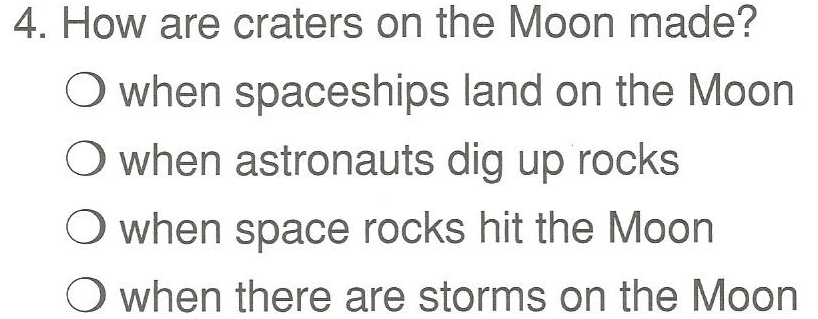 4. How are craters on the Moon made?
○ when spaceships land on the Moon
○ when astronauts dig up rocks
○ when space rocks hit the Moon
○ when there are storms on the Moon